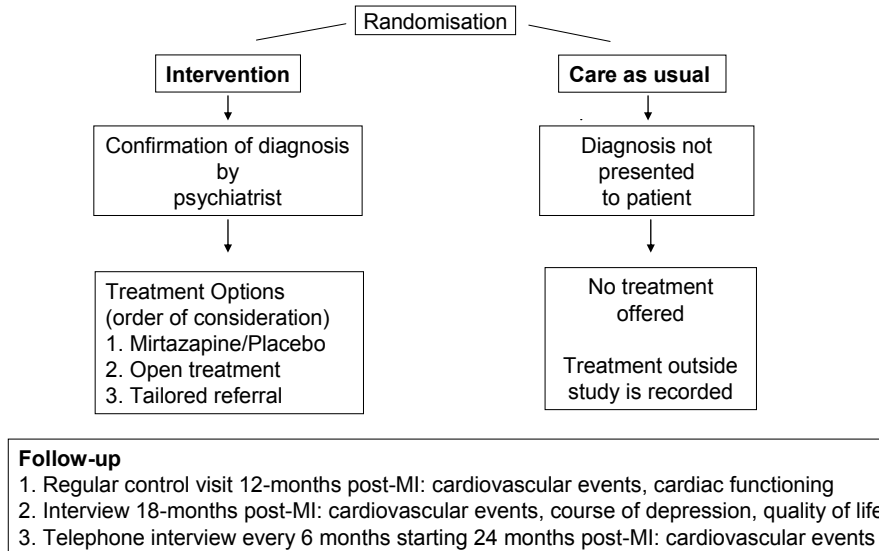 Randomisation
Intervention
Care as usual
Confirmation of diagnosis
by
psychiatrist
Diagnosis not
presented
to patient
Treatment Options
(order of consideration)
1. Mirtazapine/Placebo
2. Open treatment
3. Tailored referral
No treatment
offered
Treatment outside
study is recorded
Follow-up
1. Regular control visit 12-months post-MI: cardiovascular events, cardiac functioning
2. Interview 18-months post-MI: cardiovascular events, course of depression, quality of life
3. Telephone interview every 6 months starting 24 months post-MI: cardiovascular events